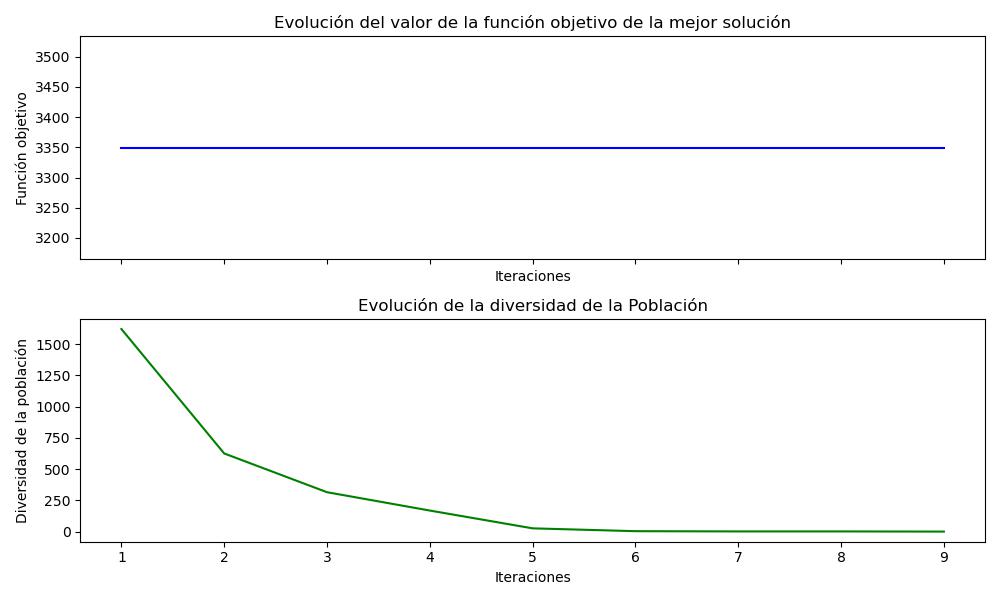 Evolución del valor de la función objetivo de la mejor solución
Función objetivo
3500
3450
3400
3350
3300
3250
3200
Iteraciones
Evolución de la diversidad de la Población
Diversidad de la población
1500
1250
1000
750
500
250
0
1 2 3 4 5 6 7 8 9
Iteraciones